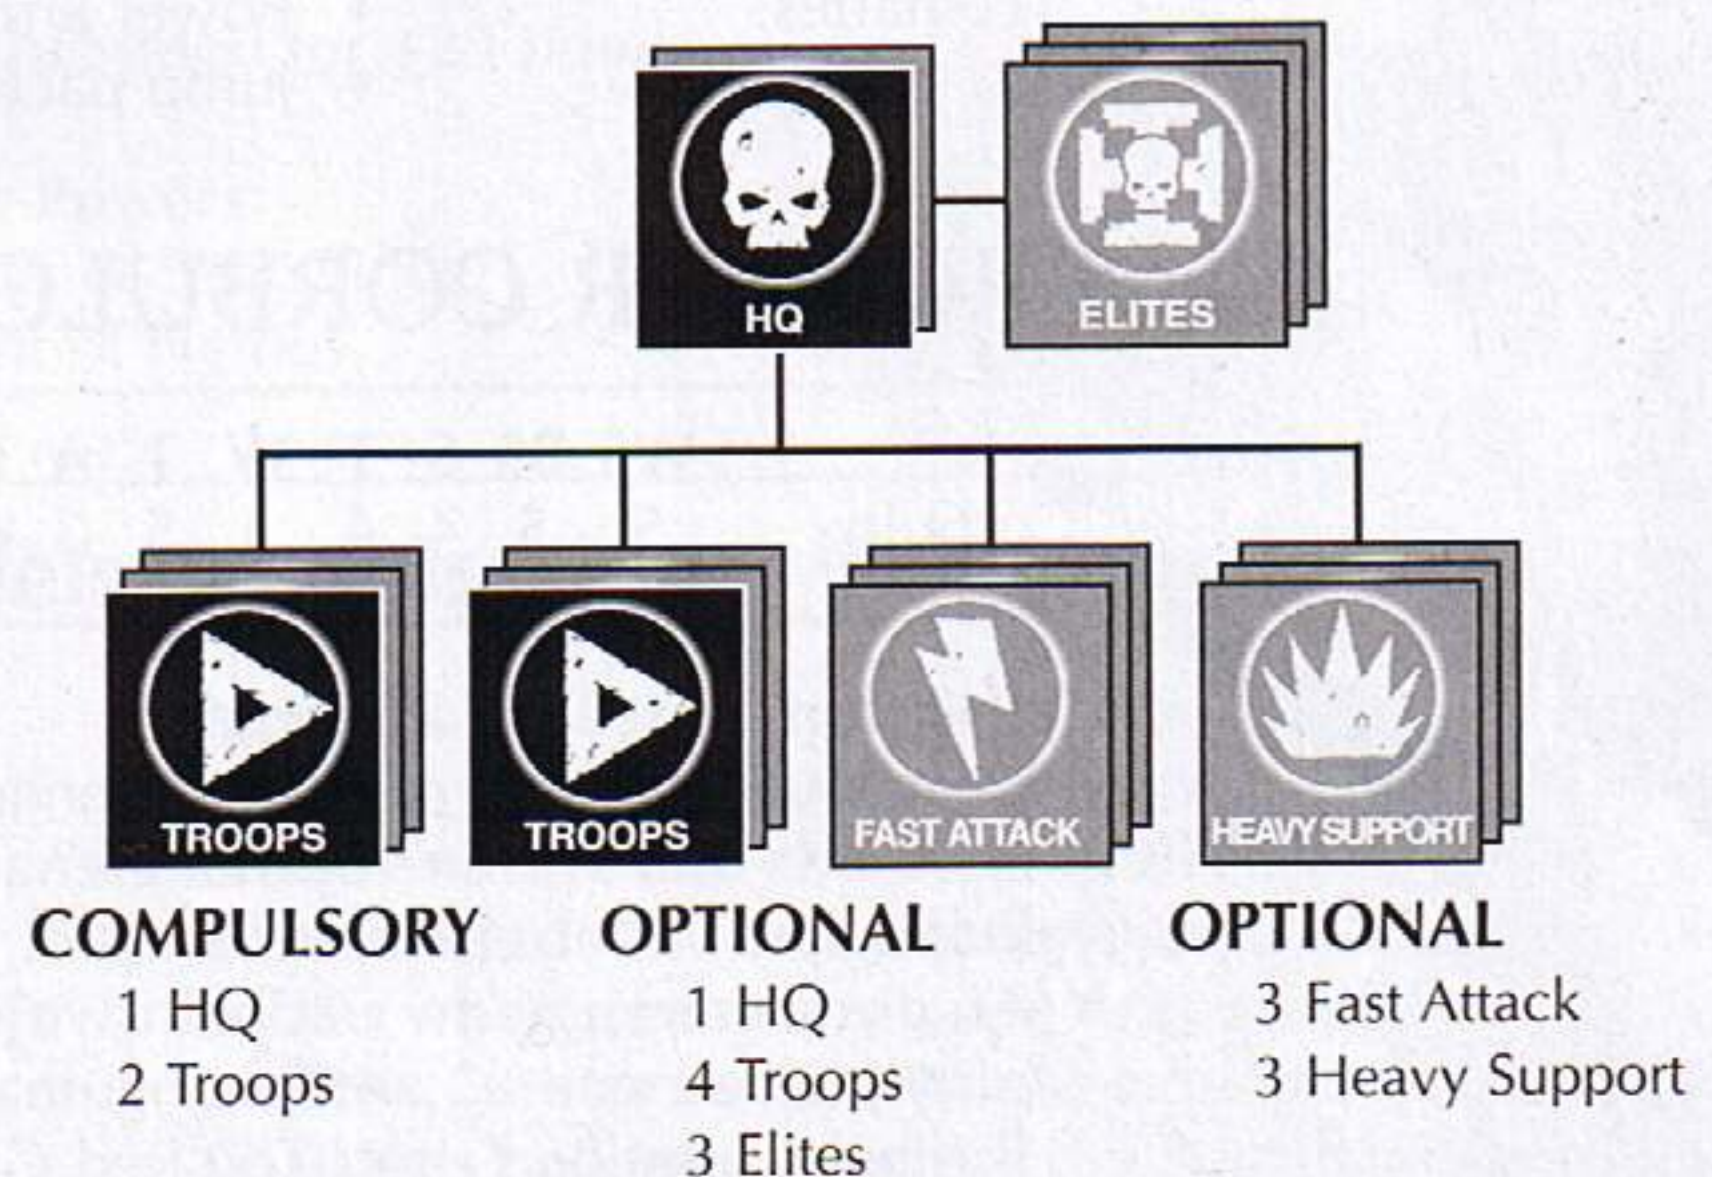 HQ
ELITES
TROOPS
TROOPS
FAST ATTACK
HEAVY SUPPORT
COMPULSORY
1 HQ
2 Troops
OPTIONAL
1 HQ
4 Troops
3 Elites
OPTIONAL
3 Fast Attack
3 Heavy Support